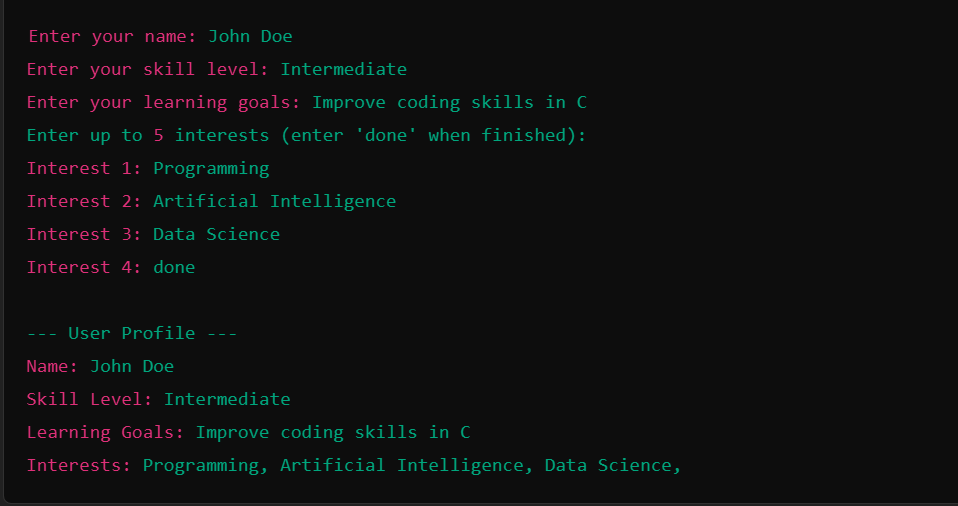 Enter your name: John Doe
Enter your skill level: Intermediate
Enter your learning goals: Improve coding skills in C
Enter up to 5 interests (enter 'done' when finished):
Interest 1: Programming
Interest 2: Artificial Intelligence
Interest 3: Data Science
Interest 4: done
--- User Profile ---
Name: John Doe
Skill Level: Intermediate
Learning Goals: Improve coding skills in C
Interests: Programming, Artificial Intelligence, Data Science,